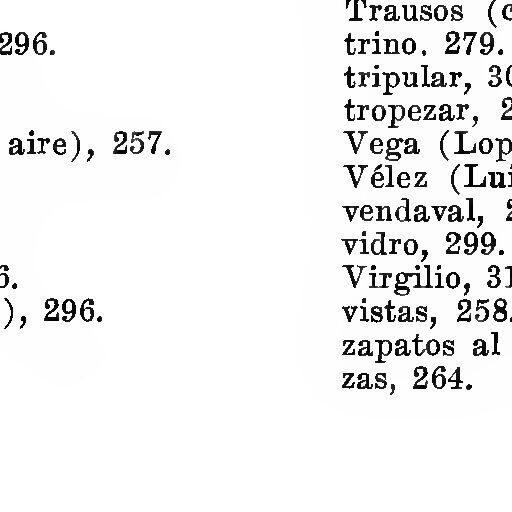 296.
aire), 257.
6.
), 296.
Trausos (c
trino. 279.
tripular, 30
tropezar, 2
Vega (Lop
Vélez (Luí
vendaval, 2
vidro, 299.
Virgilio, 31
vistas, 258.
zapatos al
zas, 264.